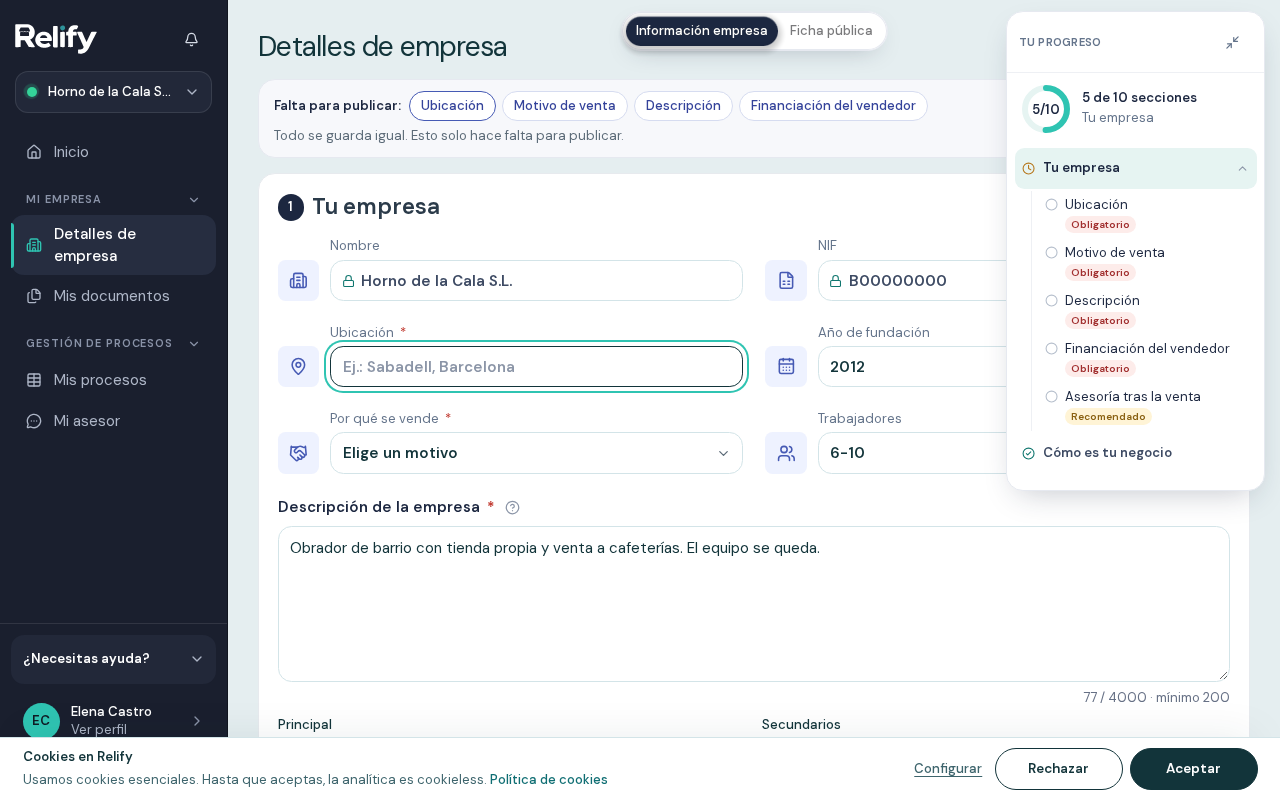 Relify
Horno de la Cala S...
Inicio
MI EMPRESA
Detalles de
empresa
Mis documentos
GESTIÓN DE PROCESOS
Mis procesos
Mi asesor
¿Necesitas ayuda?
EC
Elena Castro
Ver perfil
Detalles de empresa
Información empresa
Ficha pública
Falta para publicar:
Ubicación
Motivo de venta
Descripción
Financiación del vendedor
Todo se guarda igual. Esto solo hace falta para publicar.
1
Tu empresa
Nombre
Horno de la Cala S.L.
NIF
B00000000
Ubicación *
Ej.: Sabadell, Barcelona
Año de fundación
2012
Por qué se vende *
Elige un motivo
Trabajadores
6-10
Descripción de la empresa *
Obrador de barrio con tienda propia y venta a cafeterías. El equipo se queda.
77 / 4000 · mínimo 200
Principal
Secundarios
TU PROGRESO
5/10
5 de 10 secciones
Tu empresa
Tu empresa
Ubicación
Obligatorio
Motivo de venta
Obligatorio
Descripción
Obligatorio
Financiación del vendedor
Obligatorio
Asesoría tras la venta
Recomendado
Cómo es tu negocio
Cookies en Relify
Usamos cookies esenciales. Hasta que aceptas, la analítica es cookieless. Política de cookies
Configurar
Rechazar
Aceptar